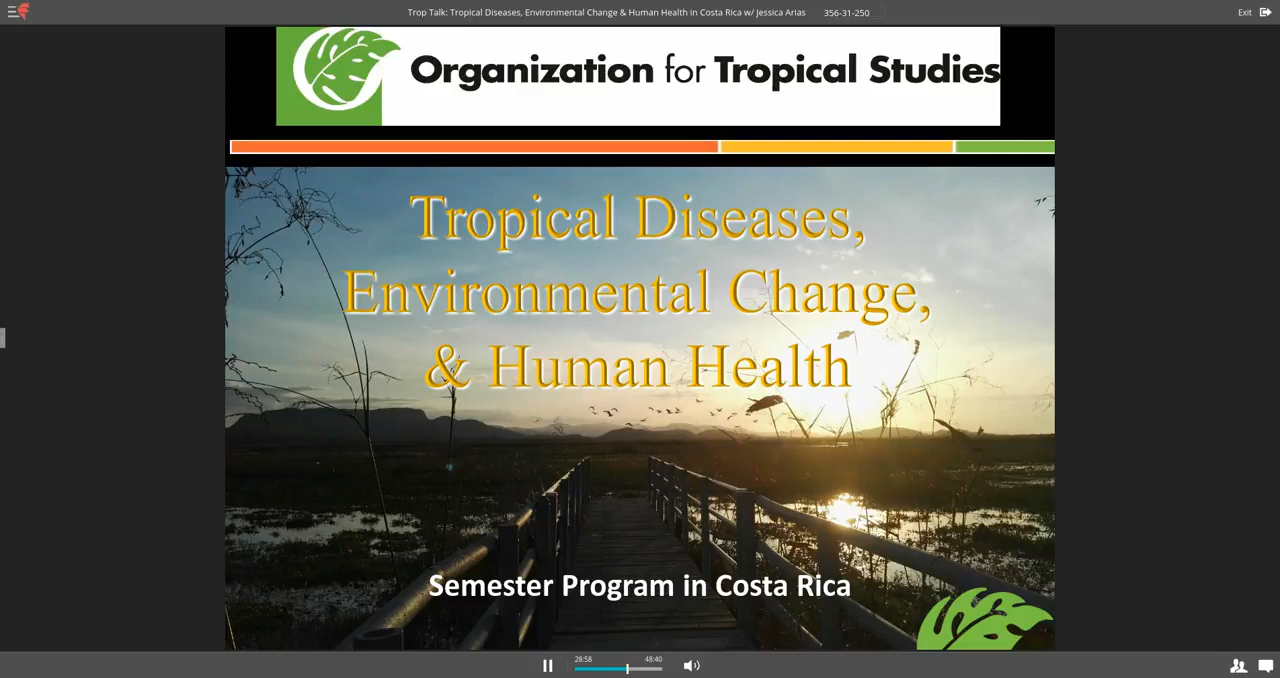 Trop Talk: Tropical Diseases, Environmental Change & Human Health in Costa Rica w/ Jessica Arias 356-31-250 Exit
Organization for Tropical Studies
Tropical Diseases,
Environmental Change,
& Human Health
Semester Program in Costa Rica
28:58 48:40